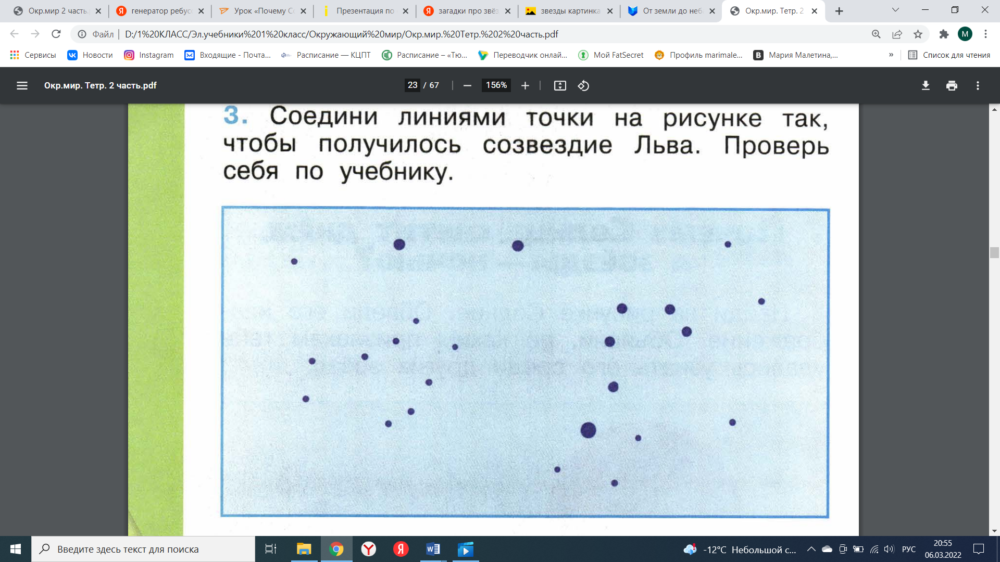 Окр.мир 2 часть.
генератор ребус
Урок «Почему Со
Презентация по
загадки про звёз
звезды картинка
От земли до неб
Окр.мир. Тетр. 2
Файл
D:/1%20КЛАСС/Эл.учебники%201%20класс/Окружающий%20мир/Окр.мир.%20Тетр.%202%20часть.pdf
M
Сервисы
Новости
Instagram
Входящие - Почта...
Расписание — КЦПТ
Расписание – «Тю...
Переводчик онлай...
Мой FatSecret
Профиль marimale...
Мария Малетина,...
»
Список для чтения
Окр.мир. Тетр. 2 часть.pdf
23 / 67
156%
3. Соедини линиями точки на рисунке так,
чтобы получилось созвездие Льва. Проверь
себя по учебнику.
Введите здесь текст для поиска
-12°C Небольшой с...
РУС
20:55
06.03.2022